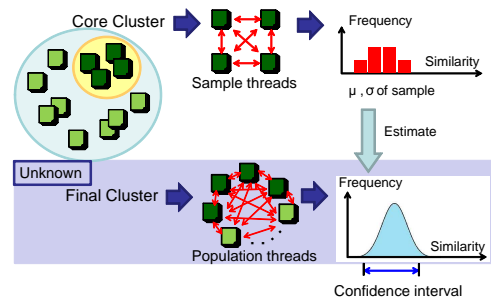 Core Cluster
Sample threads
Frequency
Similarity
μ , σ of sample
Estimate
Unknown
Final Cluster
Population threads
Frequency
Similarity
Confidence interval